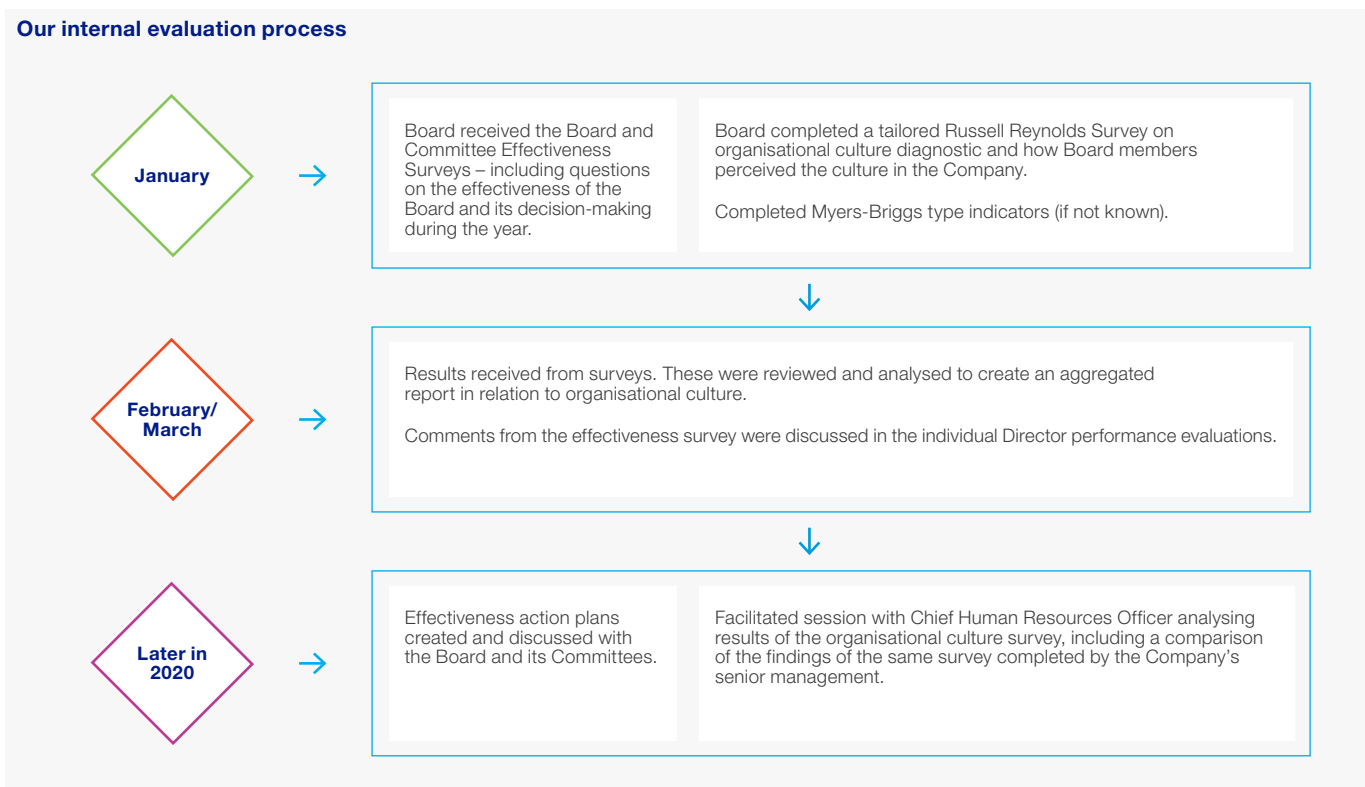 Our internal evaluation process
January
Board received the Board and
Committee Effectiveness
Surveys – including questions
on the effectiveness of the
Board and its decision-making
during the year.
Board completed a tailored Russell Reynolds Survey on
organisational culture diagnostic and how Board members
perceived the culture in the Company.
Completed Myers-Briggs type indicators (if not known).
February/
March
Results received from surveys. These were reviewed and analysed to create an aggregated
report in relation to organisational culture.
Comments from the effectiveness survey were discussed in the individual Director performance evaluations.
Later in
2020
Effectiveness action plans
created and discussed with
the Board and its Committees.
Facilitated session with Chief Human Resources Officer analysing
results of the organisational culture survey, including a comparison
of the findings of the same survey completed by the Company’s
senior management.